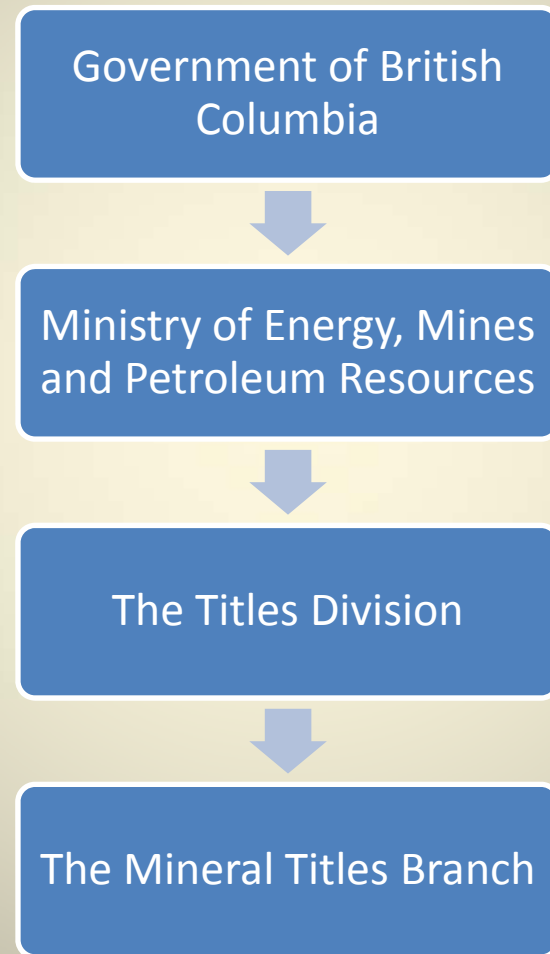 Government of British
Columbia
Ministry of Energy, Mines
and Petroleum Resources
The Titles Division
The Mineral Titles Branch